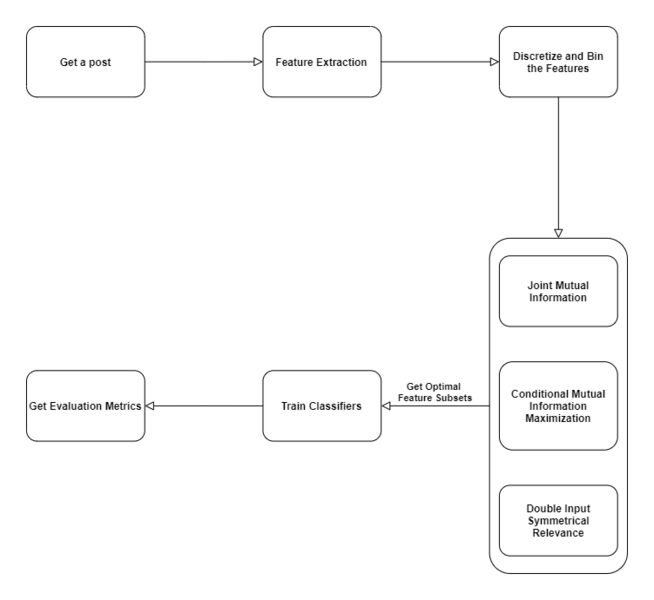 Get a post
Feature Extraction
Discretize and Bin
the Features
Joint Mutual
Information
Conditional Mutual
Information
Maximization
Double Input
Symmetrical
Relevance
Get Optimal
Feature Subsets
Train Classifiers
Get Evaluation Metrics